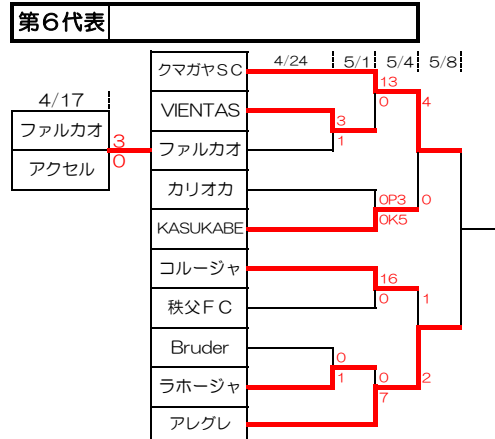 第6代表
4/24 5/1 5/4 5/8
クマガヤSC
13
4/17
0 4
VIENTAS
ファルカオ
3
3
アクセル
0
1
ファルカオ
カリオカ
0P3 0
KASUKABE
0K5
コルージャ
16
0 1
秩父FC
Bruder
0
ラホージャ
1
0 2
7
アレグレ